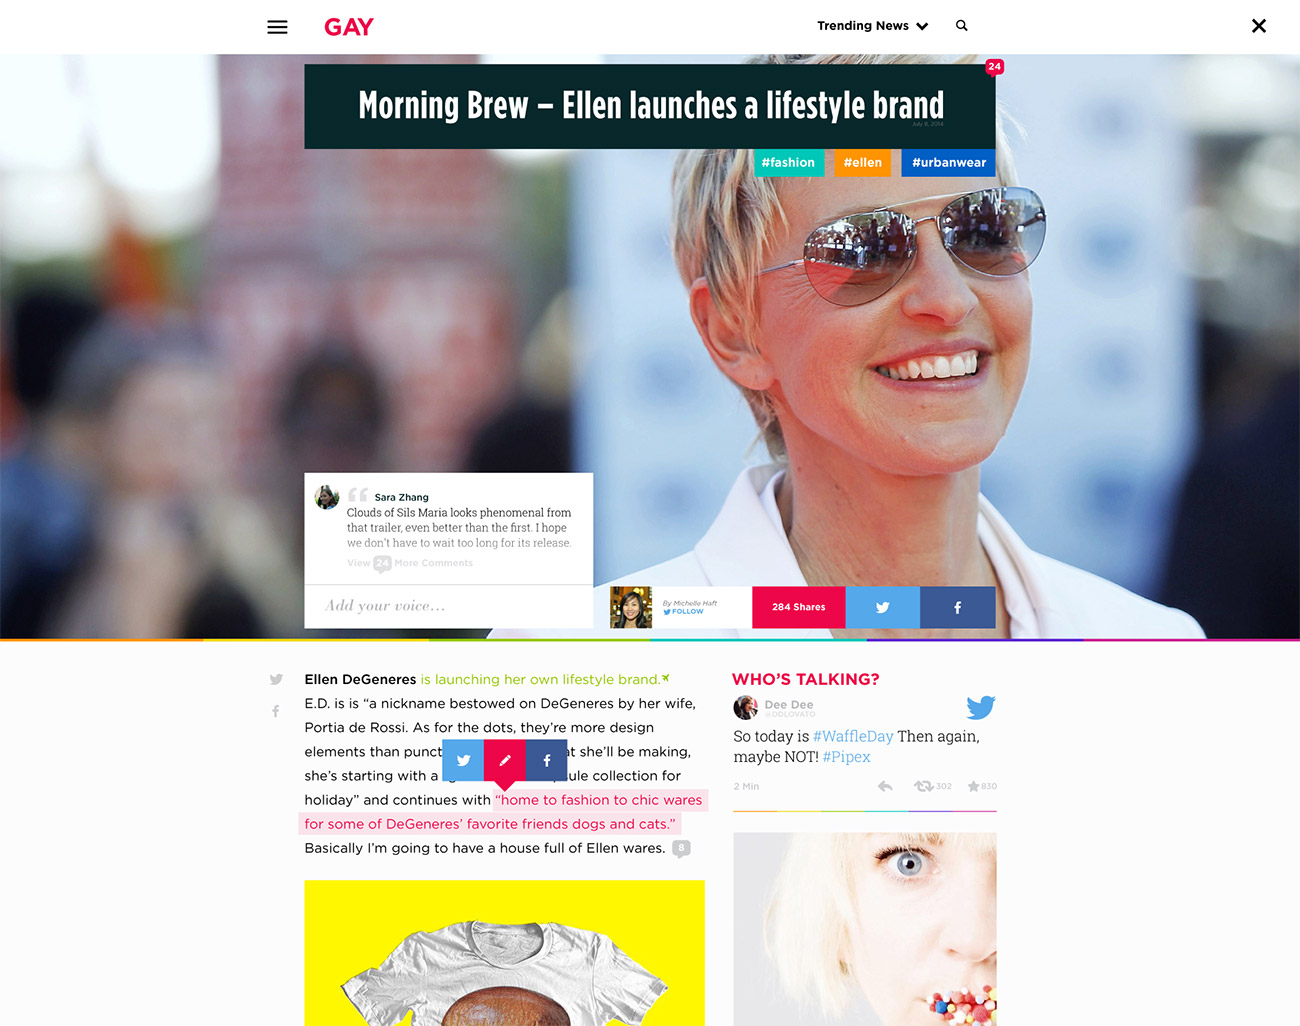 GAY
Trending News
24
Morning Brew – Ellen launches a lifestyle brand
July 8, 2014
#fashion
#ellen
#urbanwear
Sara Zhang
Clouds of Sils Maria looks phenomenal from
that trailer, even better than the first. I hope
we don't have to wait too long for its release.
View 24 More Comments
Add your voice...
By Michelle Haft
FOLLOW
284 Shares
Ellen DeGeneres is launching her own lifestyle brand.
E.D. is is “a nickname bestowed on DeGeneres by her wife,
Portia de Rossi. As for the dots, they’re more design
elements than she’ll be making,
she’s starting with a collection for
holiday” and continues with “home to fashion to chic wares
for some of DeGeneres’ favorite friends dogs and cats.”
Basically I’m going to have a house full of Ellen wares. 8
WHO’S TALKING?
Dee Dee
@DDLOVATO
So today is #WaffleDay Then again,
maybe NOT! #Pipex
2 Min
302
830